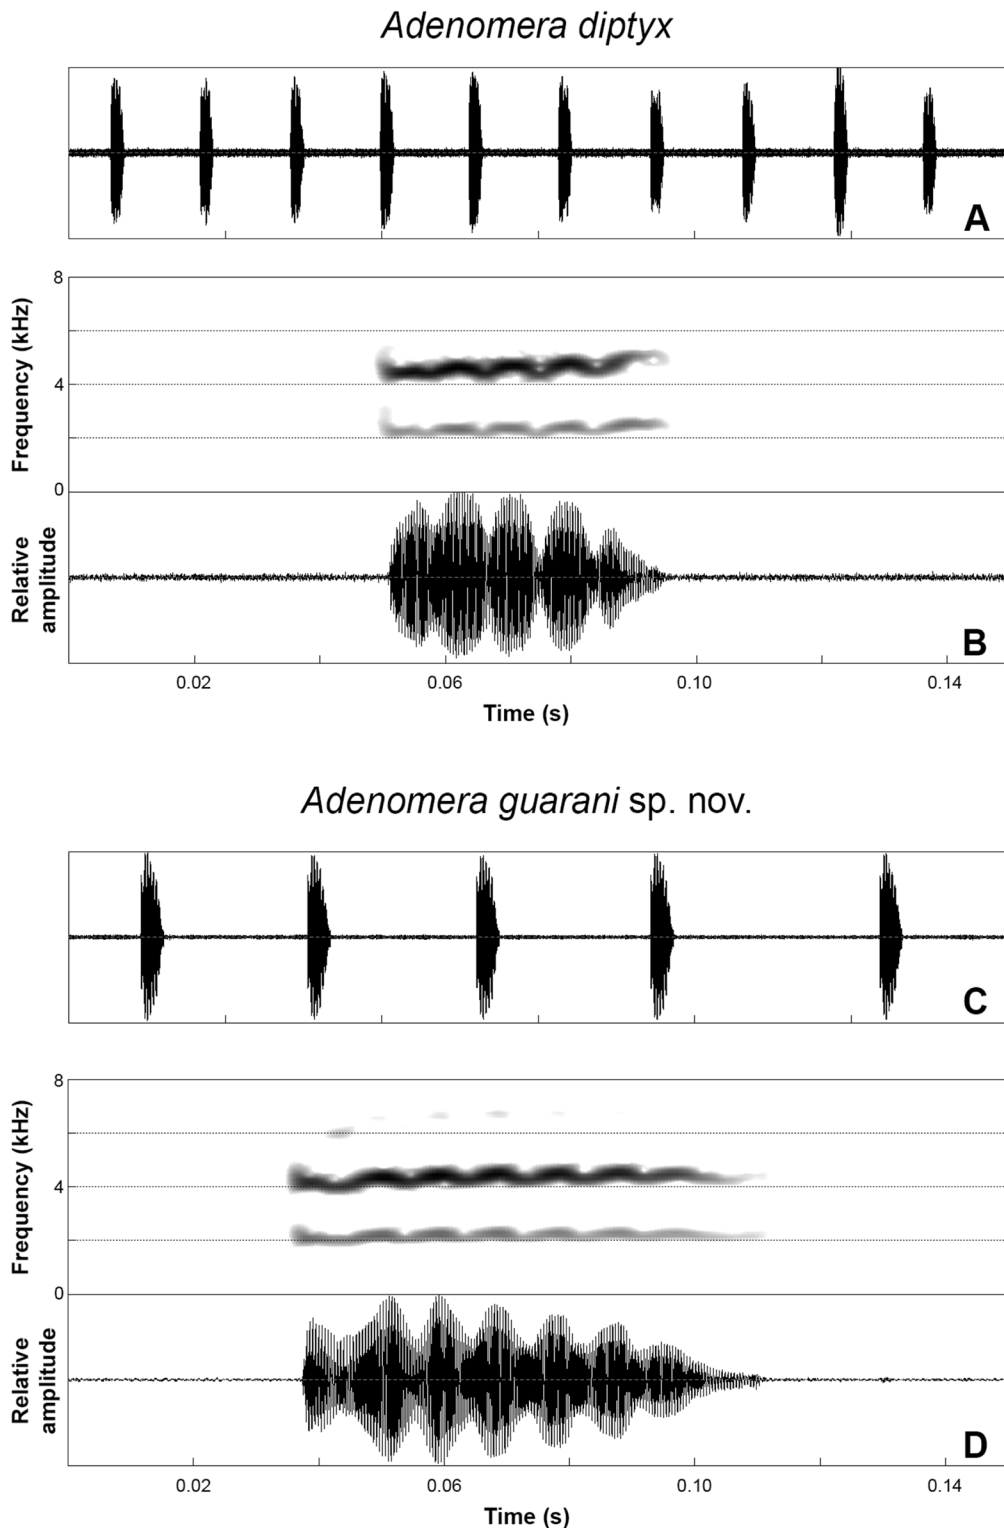 Adenomera diptyx
A
8
4
0
Frequency (kHz)
Relative
amplitude
B
0.02 0.06 0.10 0.14
Time (s)
Adenomera guarani sp. nov.
C
8
4
0
Frequency (kHz)
Relative
amplitude
D
0.02 0.06 0.10 0.14
Time (s)